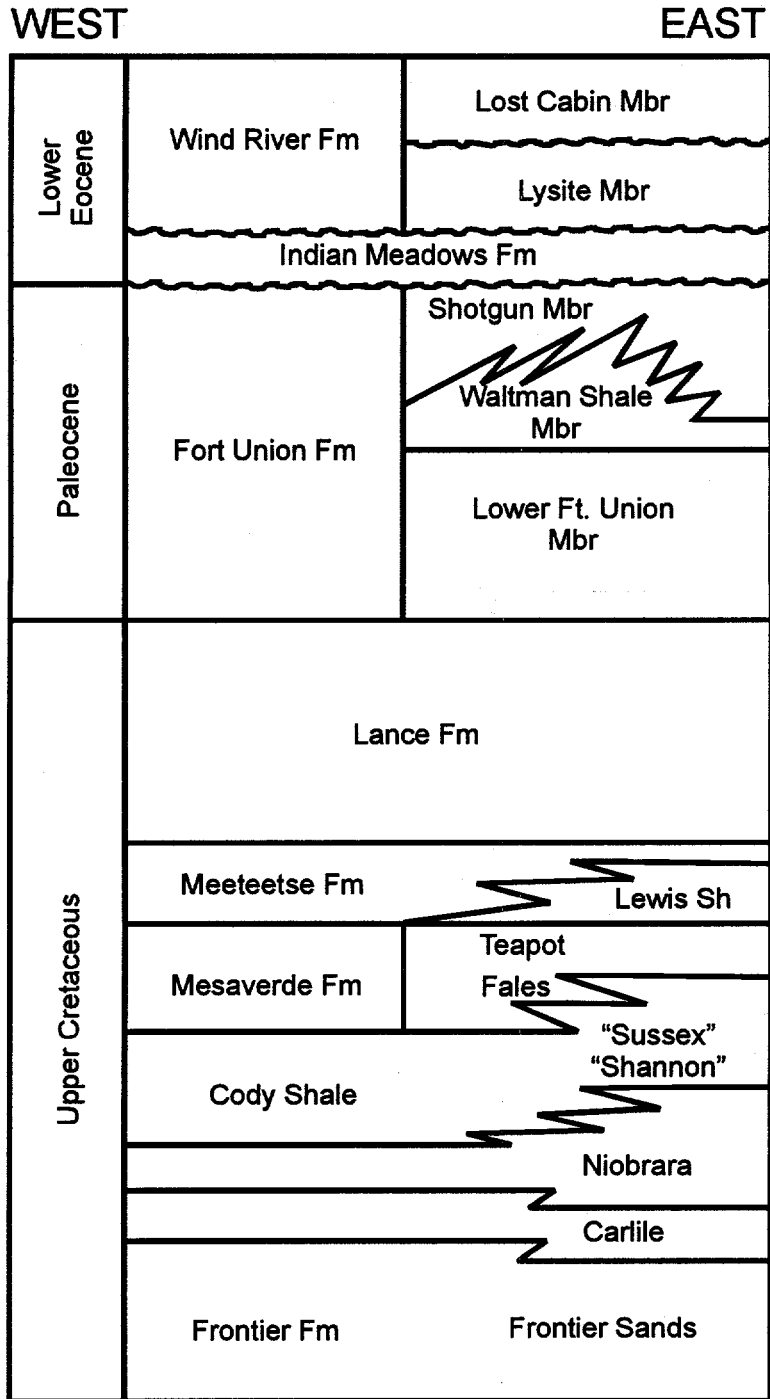 WEST
EAST
Lower
Eocene
Wind River Fm
Lost Cabin Mbr
Lysite Mbr
Indian Meadows Fm
Paleocene
Fort Union Fm
Shotgun Mbr
Waltman Shale
Mbr
Lower Ft. Union
Mbr
Upper Cretaceous
Lance Fm
Meeteetse Fm
Lewis Sh
Mesaverde Fm
Teapot
Fales
“Sussex”
“Shannon”
Cody Shale
Niobrara
Carlile
Frontier Fm
Frontier Sands